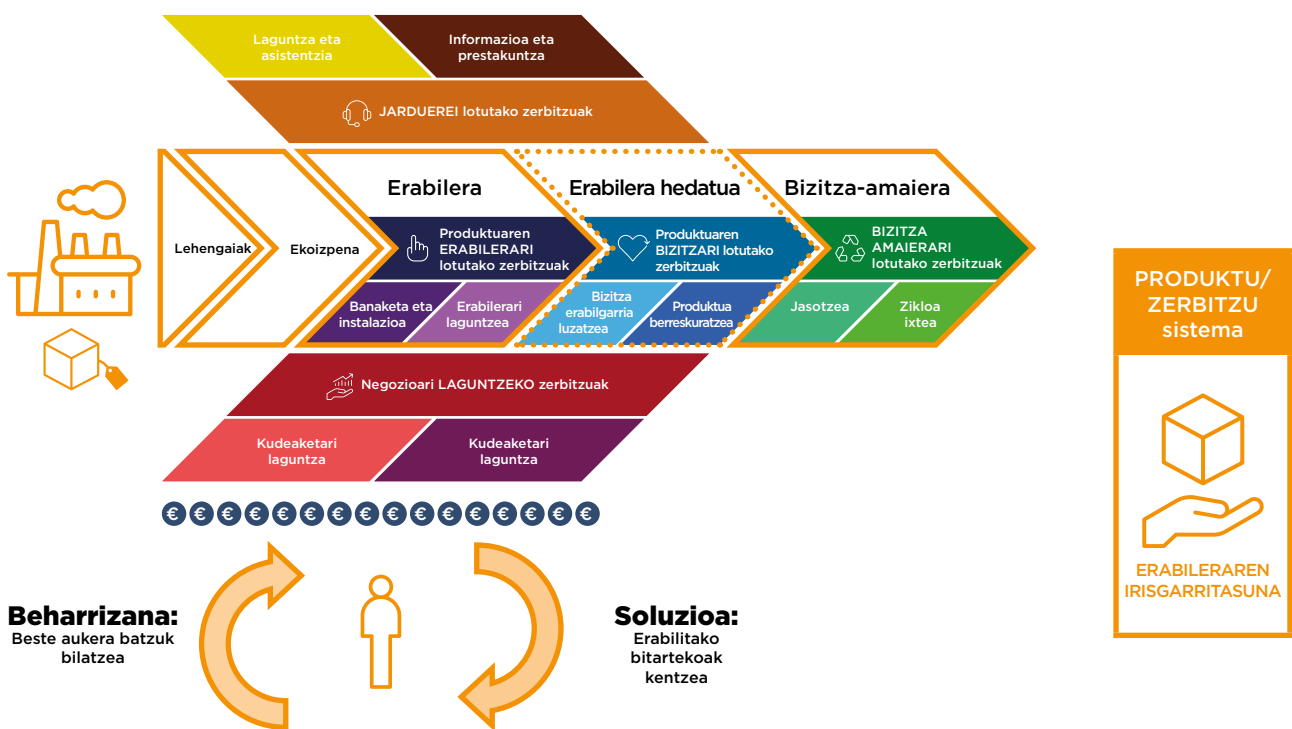 Laguntza eta
asistentzia
Informazioa eta
prestakuntza
JARDUEREI lotutako zerbitzuak
Lehengaiak
Ekoizpena
Erabilera
Produktuaren
ERABILERARI
lotutako zerbitzuak
Banaketa eta
instalazioa
Erabilerari
laguntzea
Erabilera hedatua
Produktuaren
BIZITZARI lotutako
zerbitzuak
Bizitza
erabilgarria
luzatzea
Produktua
berreskuratzea
Bizitza-amaiera
BIZITZA
AMAIERARI
lotutako zerbitzuak
Jasotzea
Zikloa
ixtea
Negozioari LAGUNTZEKO zerbitzuak
Kudeaketari
laguntza
Kudeaketari
laguntza
€ € € € € € € € € € € € € € € €
Beharrizana:
Beste aukera batzuk
bilatzea
Soluzioa:
Erabilitako
bitartekoak
kentzea
PRODUKTU/
ZERBITZU
sistema
ERABILERAREN
IRISGARRITASUNA